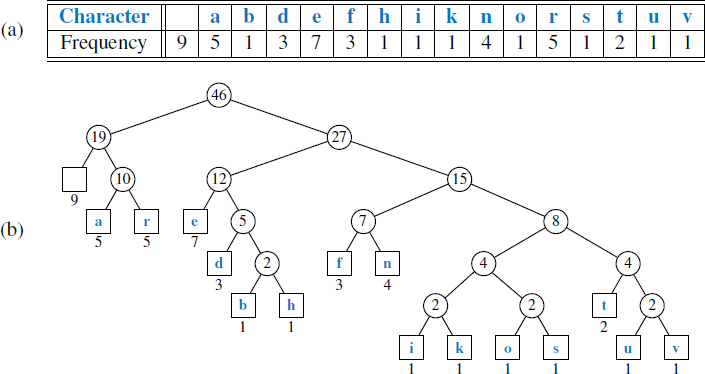 (a)
Character a b d e f h i k n o r s t u v
Frequency 9 5 1 3 7 3 1 1 1 4 1 5 1 2 1 1
46
19 27
10 12 15
9
a r e 5 7 8
5 5 7
(b)
d 2 f n 4 4
3 3 4
b h 2 2 t 2
1 1 2
i k o s u v
1 1 1 1 1 1